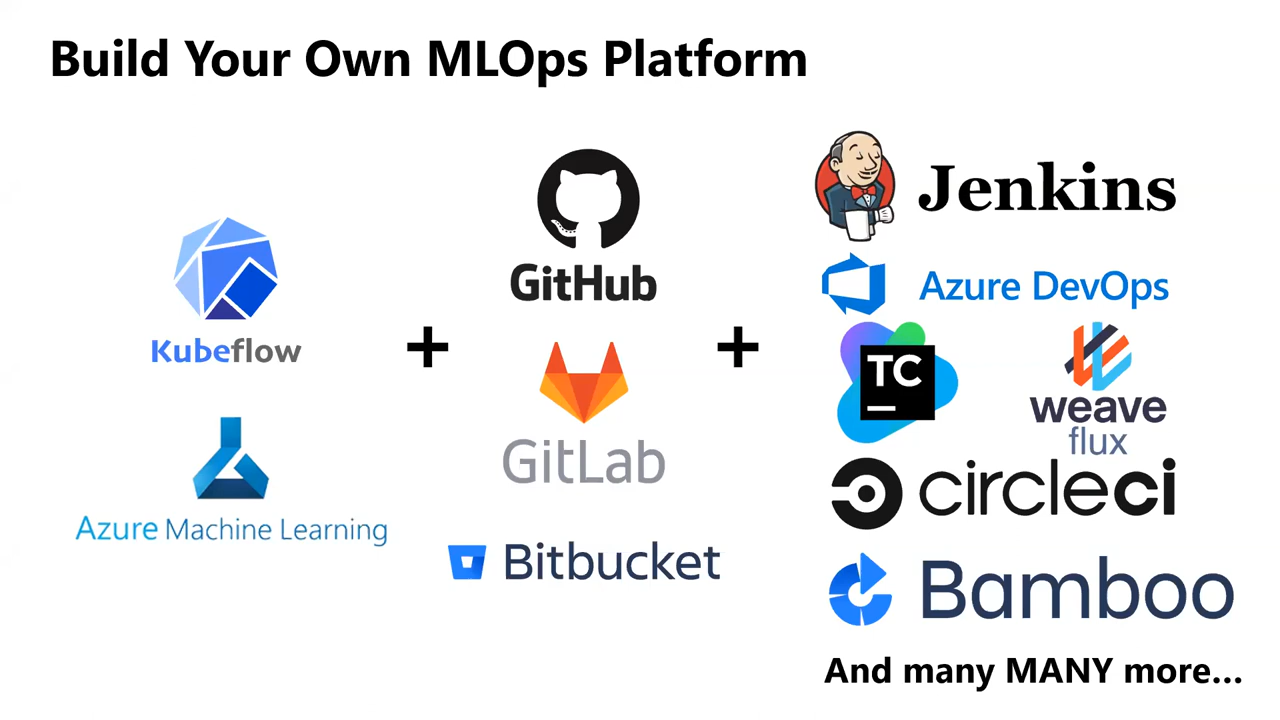 Build Your Own MLOps Platform
Kubeflow
Azure Machine Learning
+
GitHub
GitLab
Bitbucket
+
Jenkins
Azure DevOps
TC
weave
flux
circleci
Bamboo
And many MANY more...